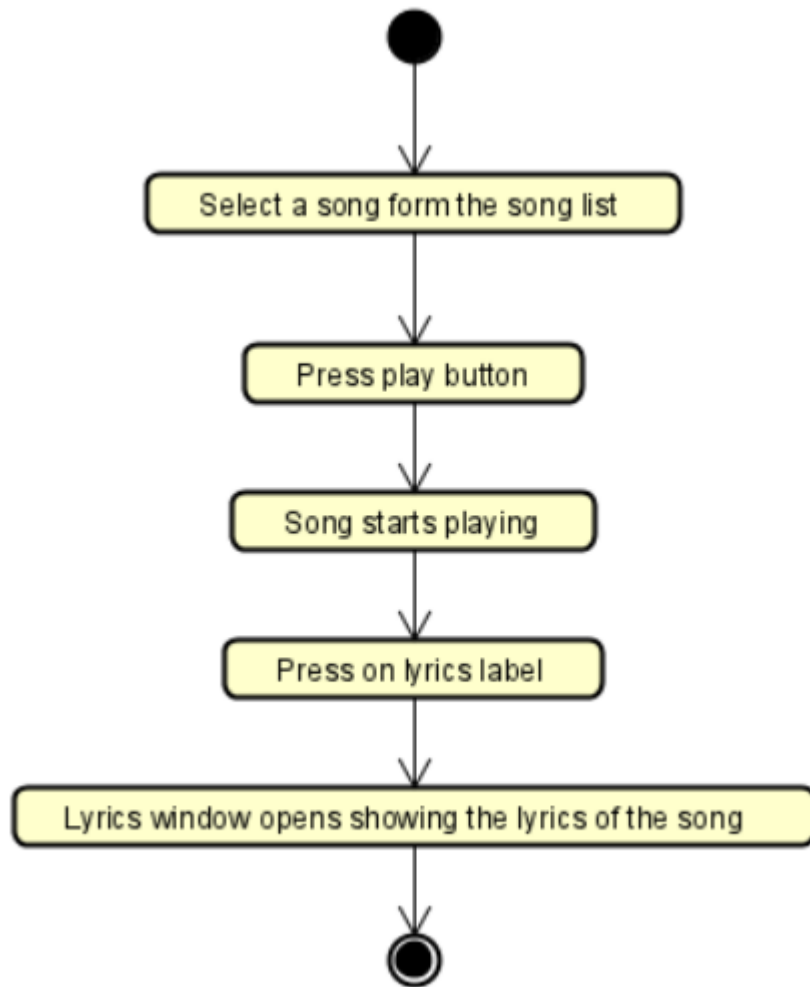 Select a song form the song list
Press play button
Song starts playing
Press on lyrics label
Lyrics window opens showing the lyrics of the song